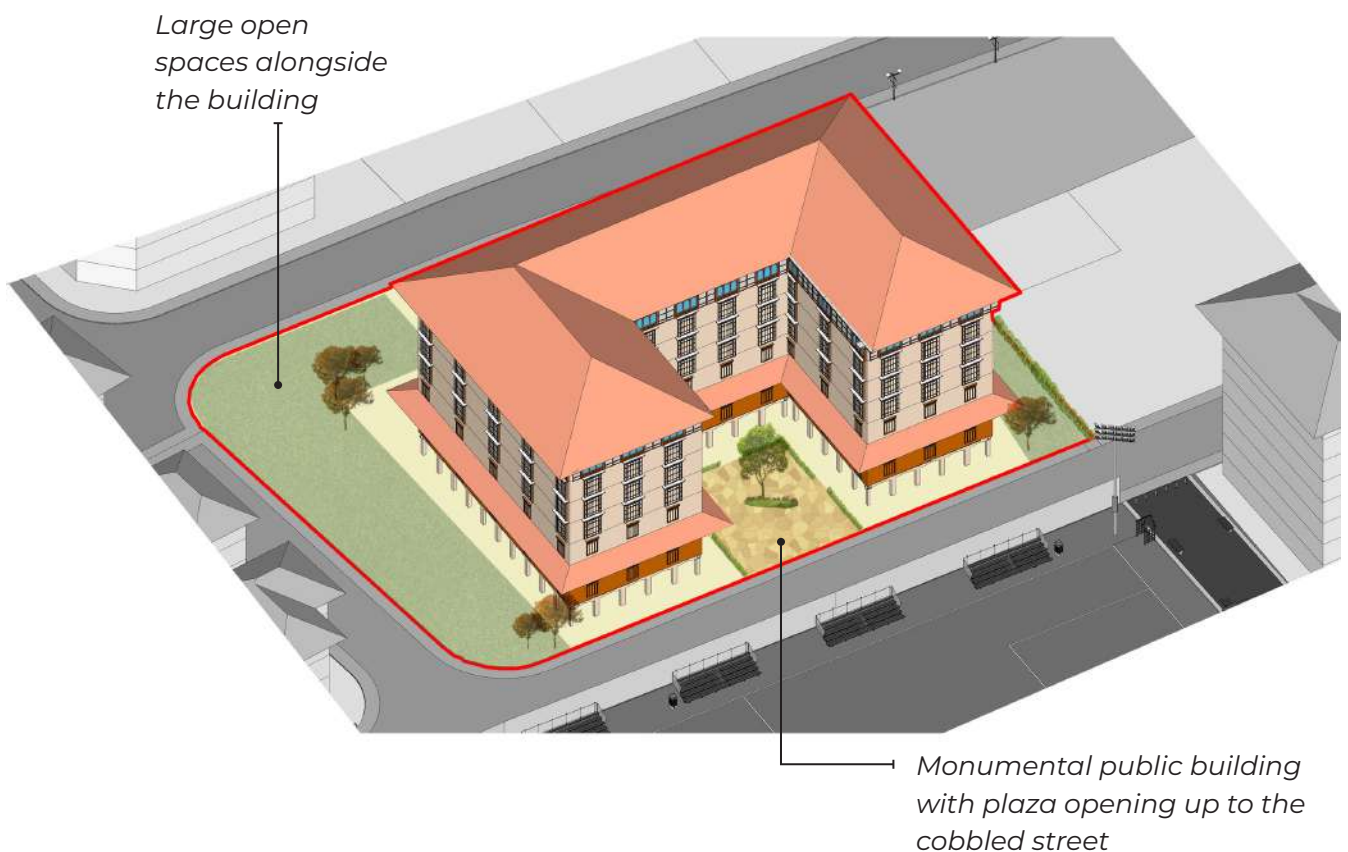 Large open
spaces alongside
the building
Monumental public building
with plaza opening up to the
cobbled street